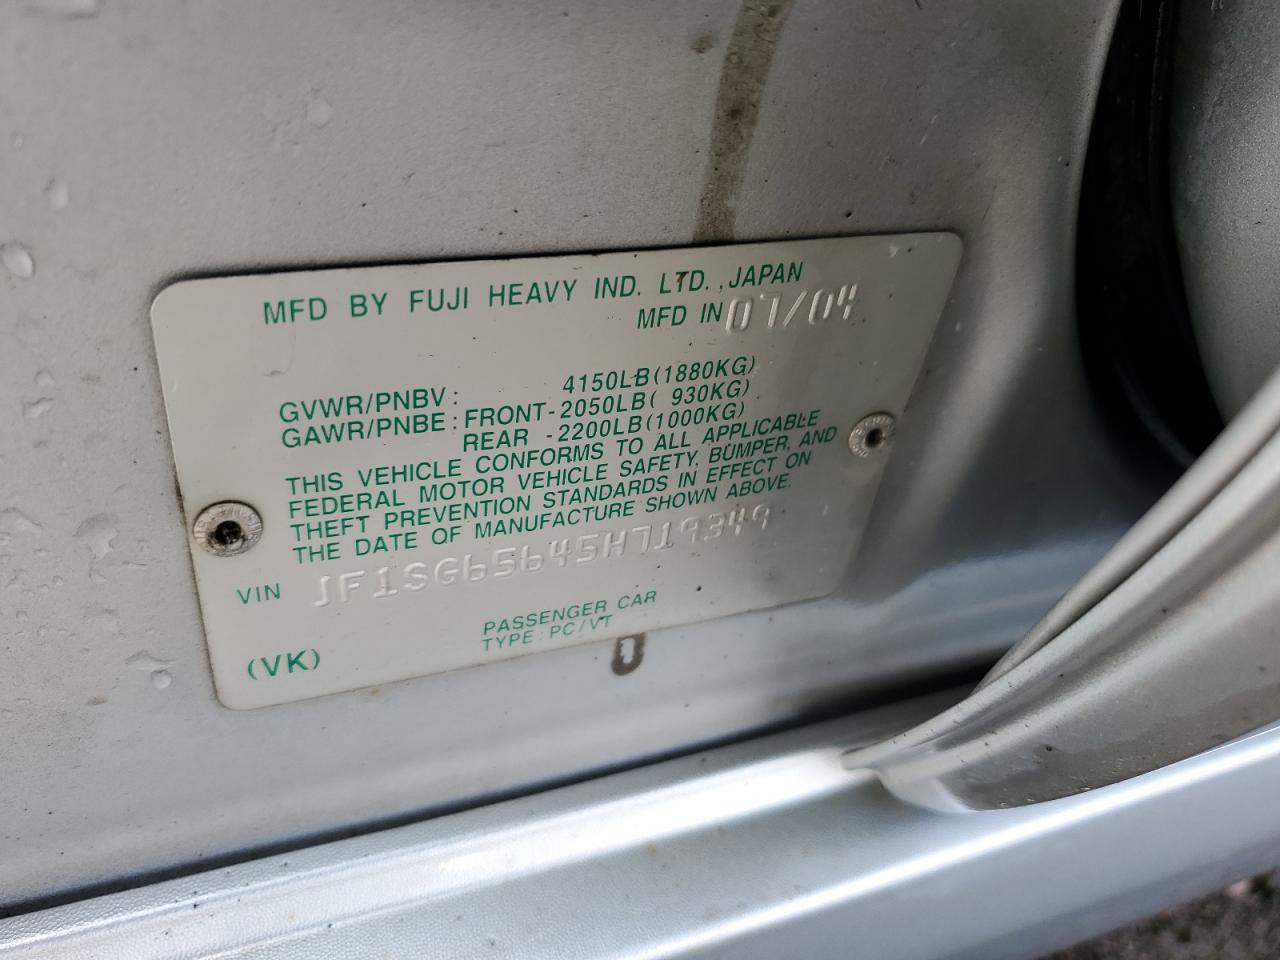 MFD BY FUJI HEAVY IND. LTD., JAPAN
MFD IN 07/04
GVWR/PNBV: 4150LB(1880KG)
GAWR/PNBE: FRONT-2050LB( 930KG)
REAR -2200LB(1000KG)
THIS VEHICLE CONFORMS TO ALL APPLICABLE
FEDERAL MOTOR VEHICLE SAFETY, BUMPER, AND
THEFT PREVENTION STANDARDS IN EFFECT ON
THE DATE OF MANUFACTURE SHOWN ABOVE.
VIN JF1SG65645H719349
PASSENGER CAR
TYPE: PC/VT
(VK)